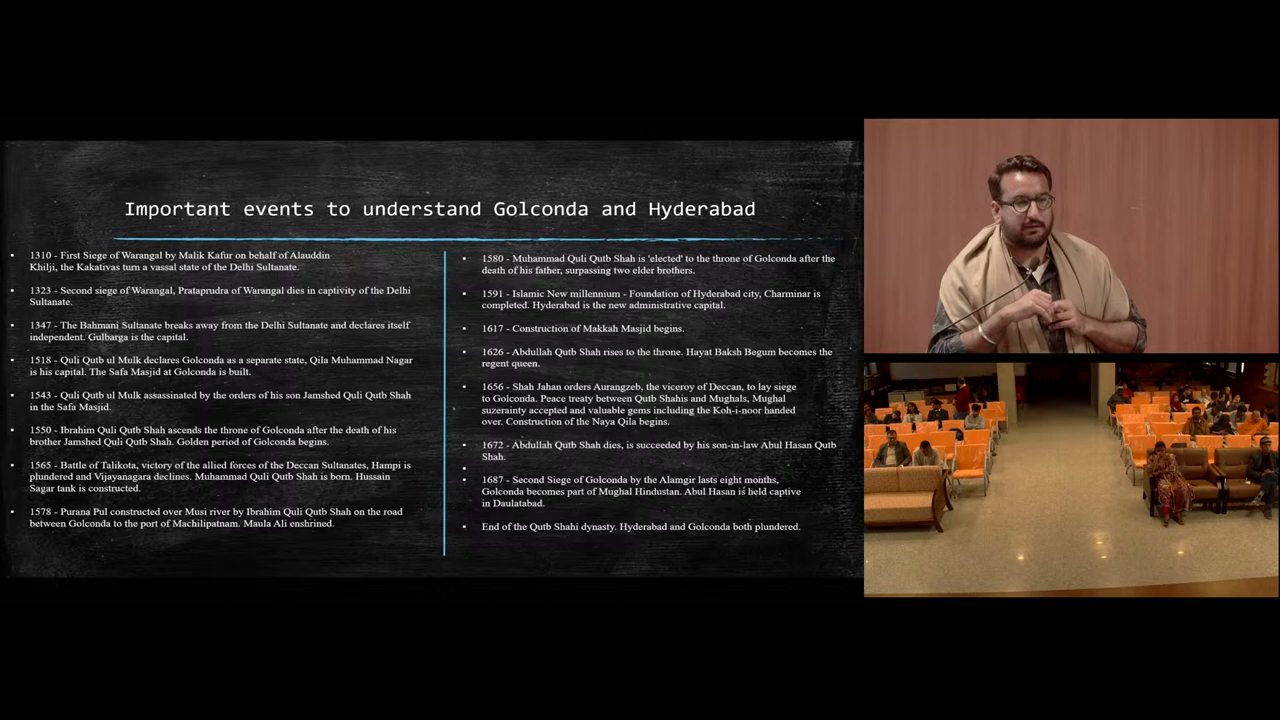 Important events to understand Golconda and Hyderabad
▪ 1310 - First Siege of Warangal by Malik Kafur on behalf of Alauddin
Khilji, the Kakativas turn a vassal state of the Delhi Sultanate.
▪ 1323 - Second siege of Warangal, Prataprudra of Warangal dies in captivity of the Delhi
Sultanate.
▪ 1347 - The Bahmani Sultanate breaks away from the Delhi Sultanate and declares itself
independent. Gulbarga is the capital.
▪ 1518 - Quli Qutb ul Mulk declares Golconda as a separate state, Qila Muhammad Nagar
is his capital. The Safa Masjid at Golconda is built.
▪ 1543 - Quli Qutb ul Mulk assassinated by the orders of his son Jamshed Quli Qutb Shah
in the Safa Masjid.
▪ 1550 - Ibrahim Quli Qutb Shah ascends the throne of Golconda after the death of his
brother Jamshed Quli Qutb Shah. Golden period of Golconda begins.
▪ 1565 - Battle of Talikota, victory of the allied forces of the Deccan Sultanates, Hampi is
plundered and Vijayanagara declines. Muhammad Quli Qutb Shah is born. Hussain
Sagar tank is constructed.
▪ 1578 - Purana Pul constructed over Musi river by Ibrahim Quli Qutb Shah on the road
between Golconda to the port of Machilipatnam. Maula Ali enshrined.
▪ 1580 - Muhammad Quli Qutb Shah is 'elected' to the throne of Golconda after the
death of his father, surpassing two elder brothers.
▪ 1591 - Islamic New millennium - Foundation of Hyderabad city, Charminar is
completed. Hyderabad is the new administrative capital.
▪ 1617 - Construction of Makkah Masjid begins.
▪ 1626 - Abdullah Qutb Shah rises to the throne. Hayat Baksh Begum becomes the
regent queen.
▪ 1656 - Shah Jahan orders Aurangzeb, the viceroy of Deccan, to lay siege
to Golconda. Peace treaty between Qutb Shahis and Mughals, Mughal
suzerainty accepted and valuable gems including the Koh-i-noor handed
over. Construction of the Naya Qila begins.
▪ 1672 - Abdullah Qutb Shah dies, is succeeded by his son-in-law Abul Hasan Qutb
Shah.
▪
▪ 1687 - Second Siege of Golconda by the Alamgir lasts eight months,
Golconda becomes part of Mughal Hindustan. Abul Hasan is held captive
in Daulatabad.
▪ End of the Qutb Shahi dynasty. Hyderabad and Golconda both plundered.